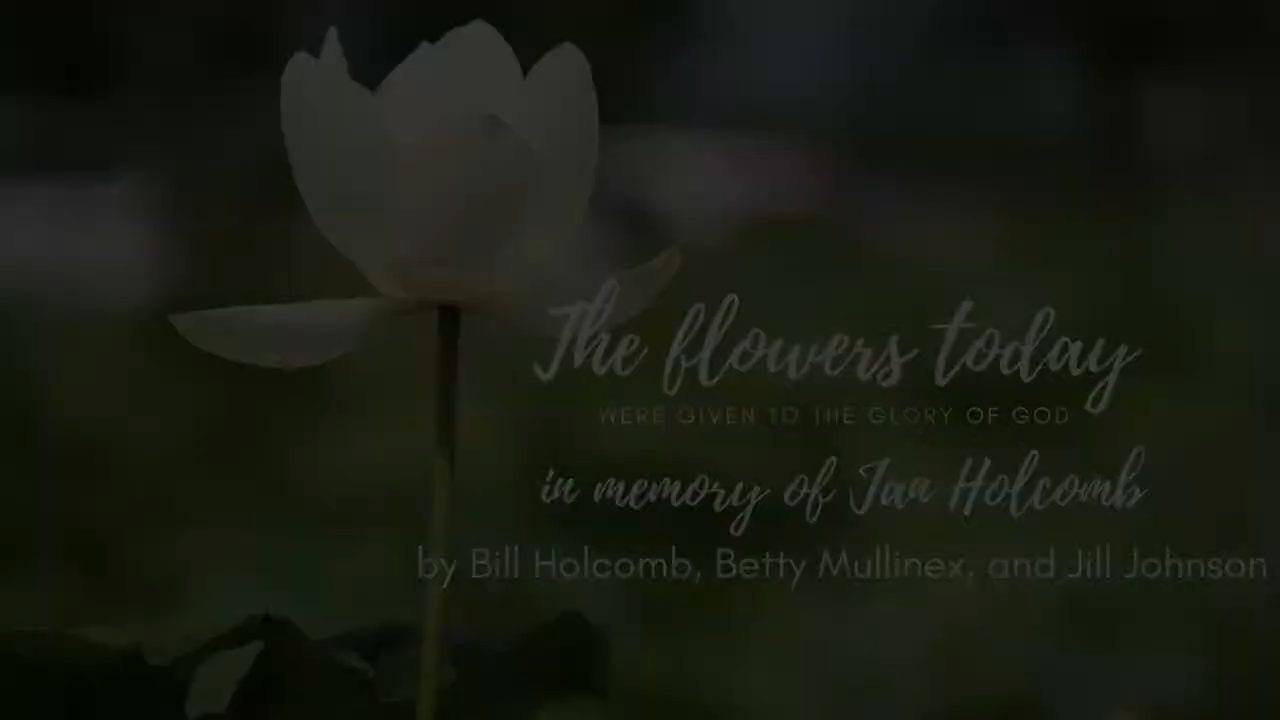 The flowers today
WERE GIVEN TO THE GLORY OF GOD
in memory of Jan Holcomb
by Bill Holcomb, Betty Mullinex, and Jill Johnson